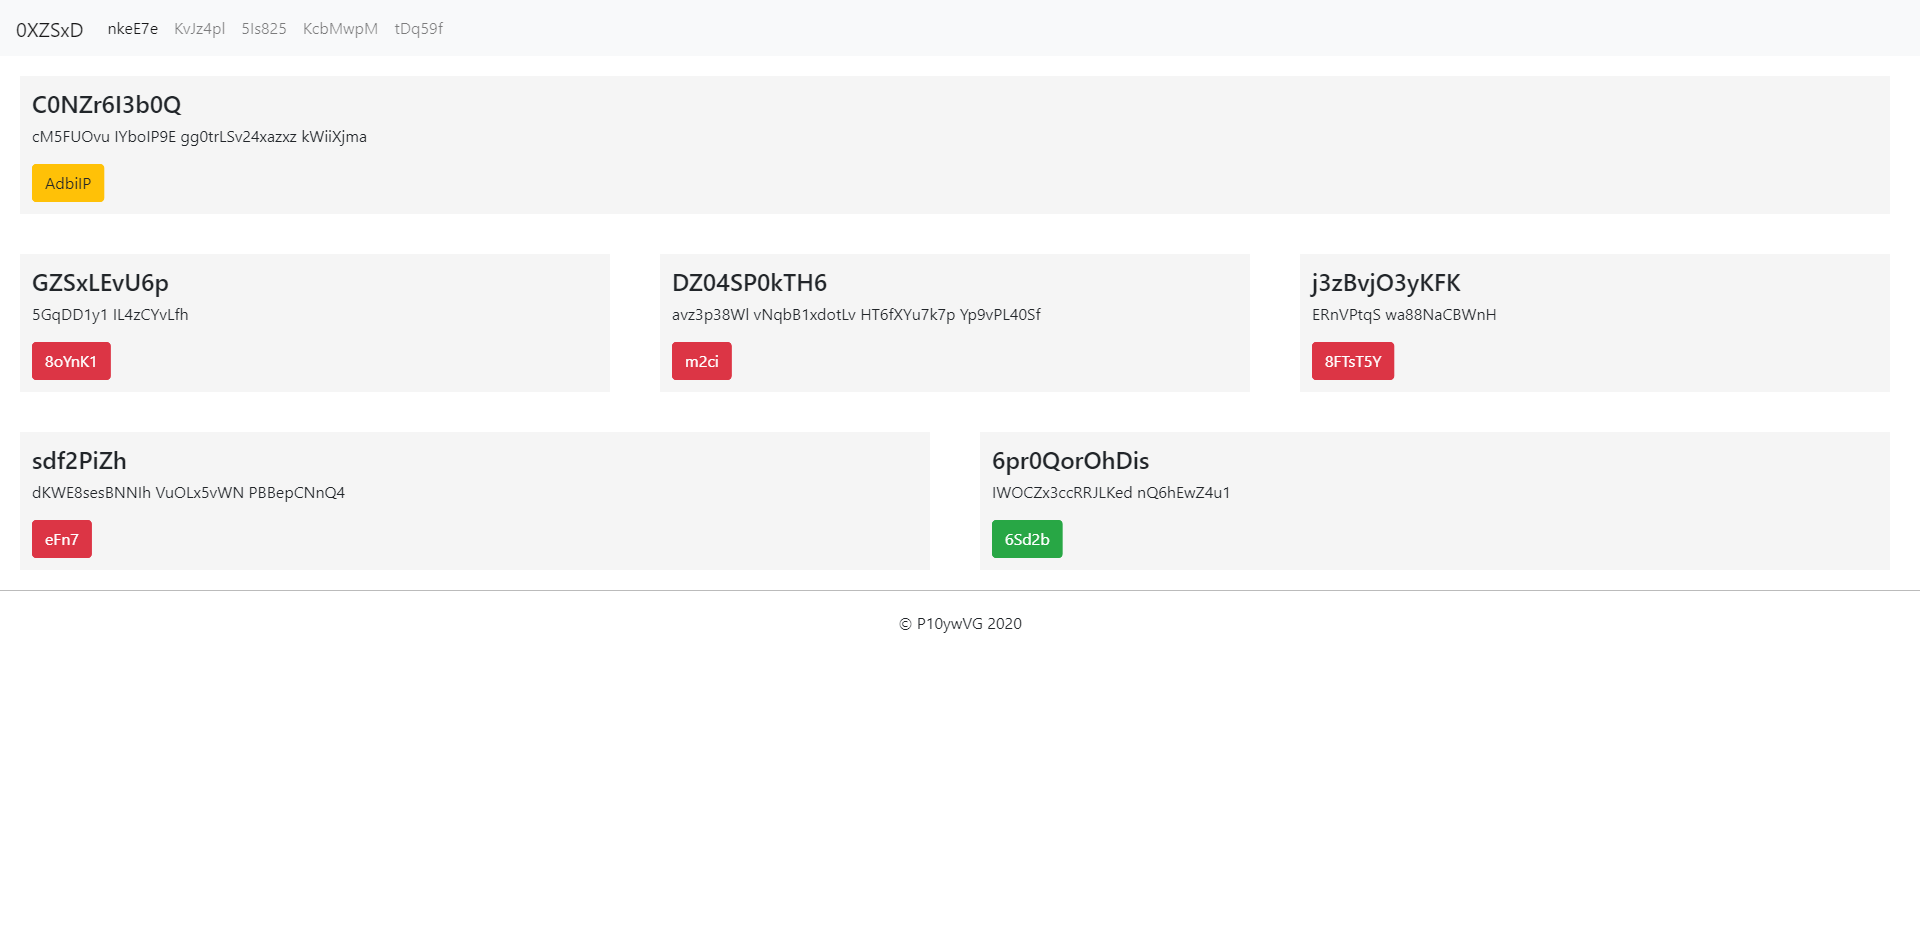 0XZSxD nkeE7e KvJz4pl 5Is825 KcbMwpM tDq59f
C0NZr6I3b0Q
cM5FUOvu IYboIP9E gg0trLSv24xazxz kWiiXjma
AdbiIP
GZSxLEvU6p
5GqDD1y1 IL4zCYvLfh
8oYnK1
DZ04SP0kTH6
avz3p38Wl vNqbB1xdotLv HT6fXYu7k7p Yp9vPL40Sf
m2ci
j3zBvjO3yKFK
ERnVPtqS wa88NaCBWnH
8FTsT5Y
sdf2PiZh
dKWE8sesBNNIh VuOLx5vWN PBBepCNnQ4
eFn7
6pr0QorOhDis
IWOCZx3ccRRJLKed nQ6hEwZ4u1
6Sd2b
© P10ywVG 2020